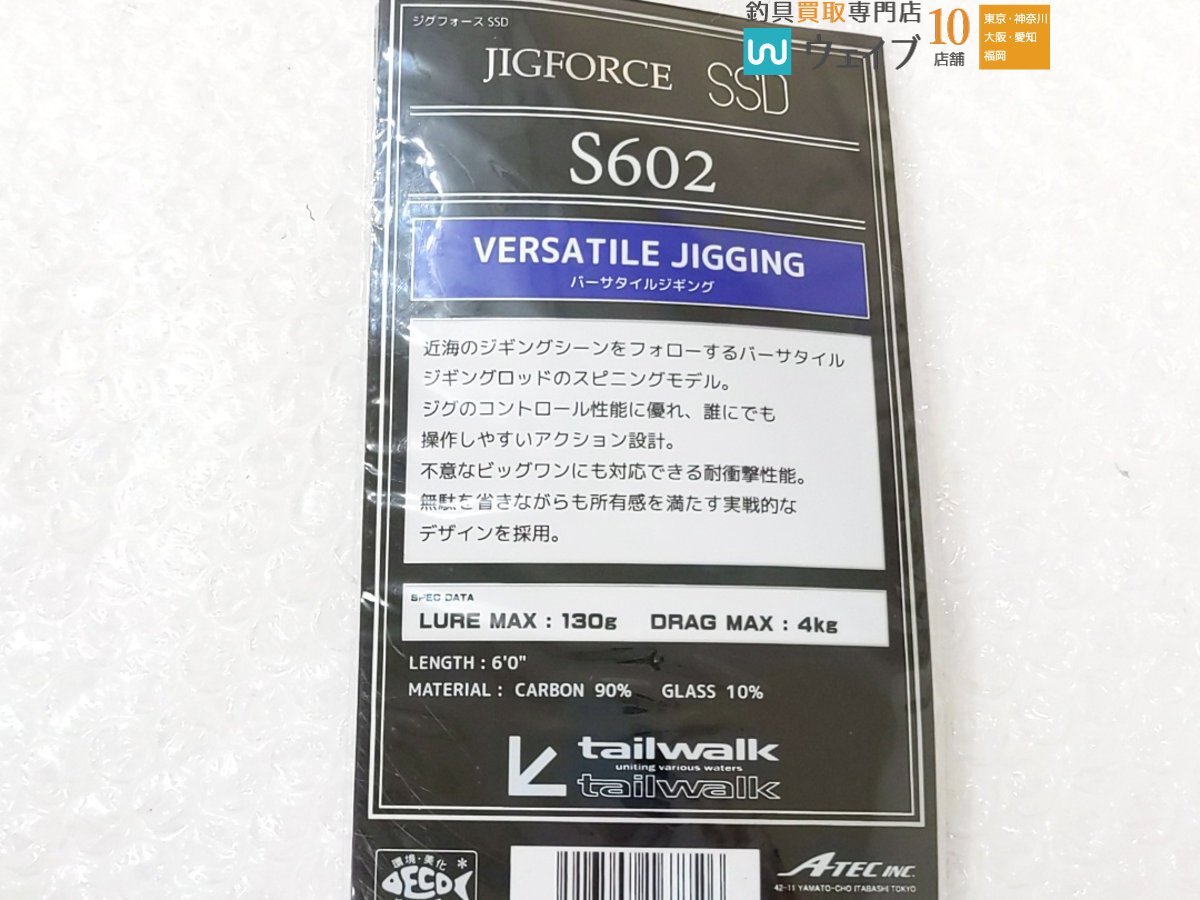 釣具買取専門店
ウェイブ
10
店舗
東京・神奈川
大阪・愛知
福岡
ジグフォース SSD
JIGFORCE SSD
S602
VERSATILE JIGGING
バーサタイルジギング
近海のジギングシーンをフォローするバーサタイル
ジギングロッドのスピニングモデル。
ジグのコントロール性能に優れ、誰にでも
操作しやすいアクション設計。
不意なビッグワンにも対応できる耐衝撃性能。
無駄を省きながらも所有感を満たす実戦的な
デザインを採用。
SPEC DATA
LURE MAX : 130g DRAG MAX : 4kg
LENGTH : 6'0"
MATERIAL : CARBON 90% GLASS 10%
tailwalk
uniting various waters
tailwalk
環境・美化
DECO
A-TEC INC.
42-11 YAMATO-CHO ITABASHI TOKYO